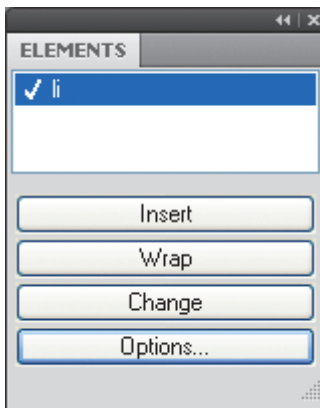 ELEMENTS
li
Insert
Wrap
Change
Options...